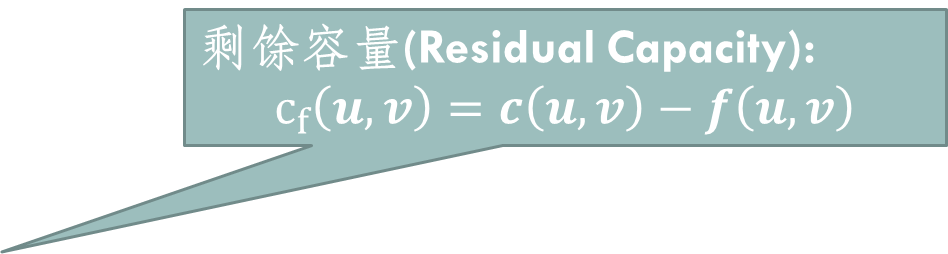 剩馀容量(Residual Capacity):
c_f(u, v) = c(u, v) − f(u, v)